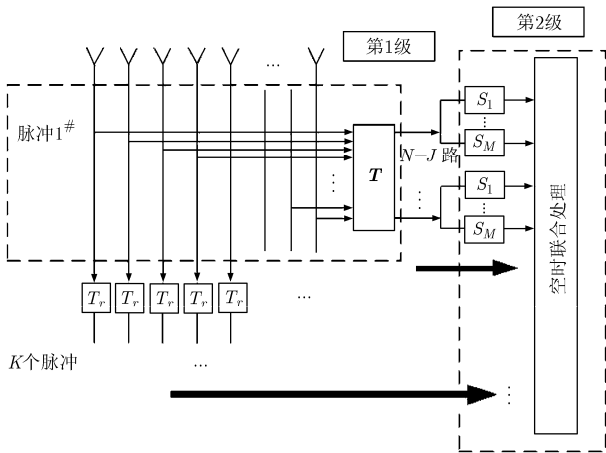 第1级
第2级
...
脉冲1#
T
N−J 路
S1
...
SM
S1
...
SM
空时联合处理
Tr Tr Tr Tr Tr ...
K个脉冲
...